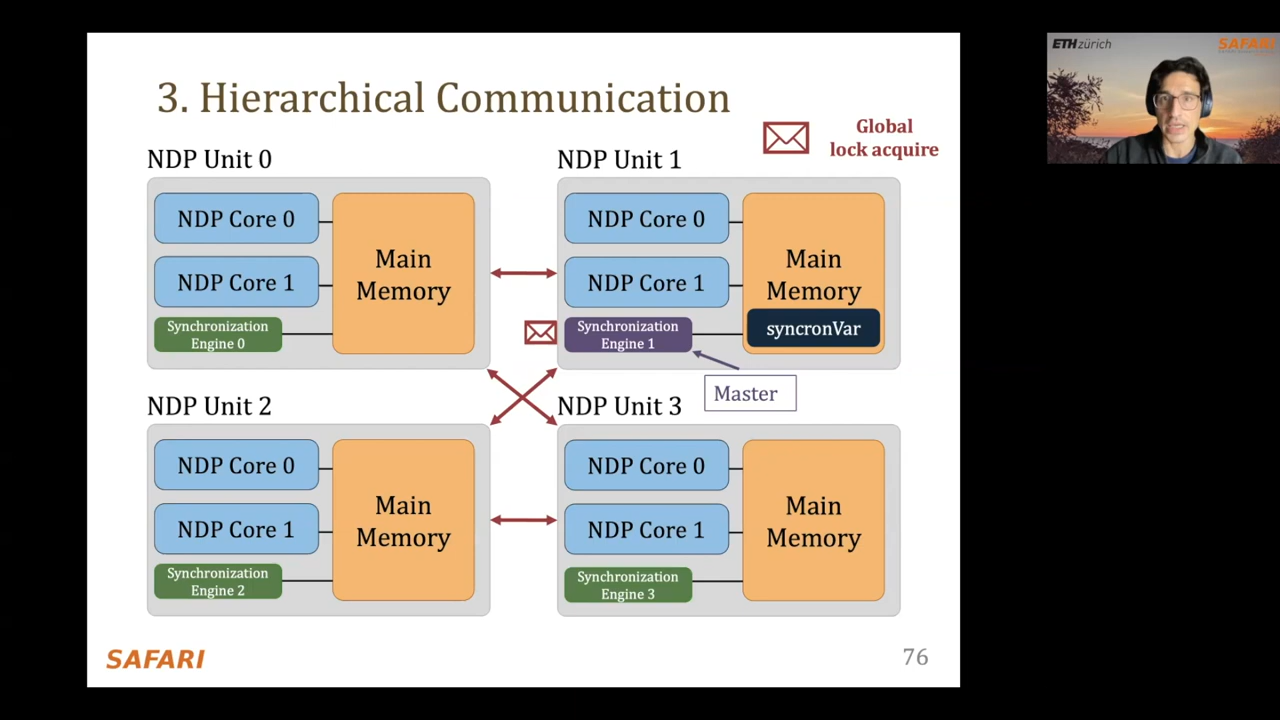 3. Hierarchical Communication
Global
lock acquire
NDP Unit 0
NDP Core 0
NDP Core 1
Synchronization
Engine 0
Main
Memory
NDP Unit 1
NDP Core 0
NDP Core 1
Synchronization
Engine 1
Main
Memory
syncronVar
Master
NDP Unit 2
NDP Core 0
NDP Core 1
Synchronization
Engine 2
Main
Memory
NDP Unit 3
NDP Core 0
NDP Core 1
Synchronization
Engine 3
Main
Memory
SAFARI
76
ETH zürich
SAFARI